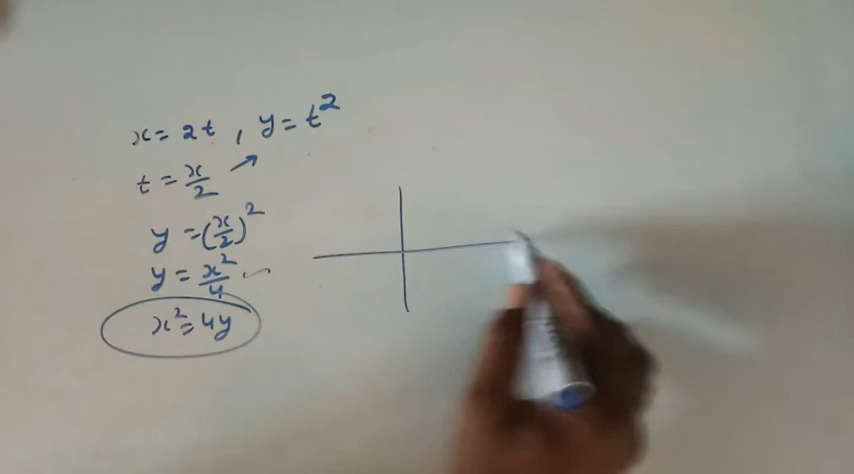 x = 2t , y = t²
t = x/2
y = (x/2)²
y = x²/4
x² = 4y